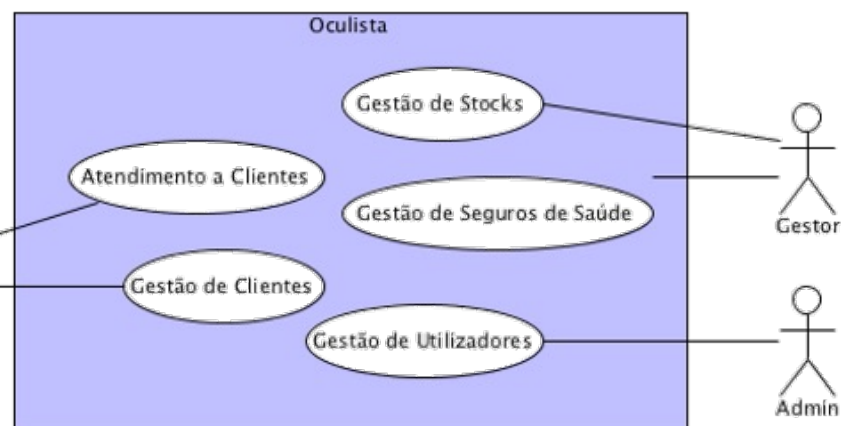 Oculista
Gestão de Stocks
Atendimento a Clientes
Gestão de Seguros de Saúde
Gestor
Gestão de Clientes
Gestão de Utilizadores
Admin